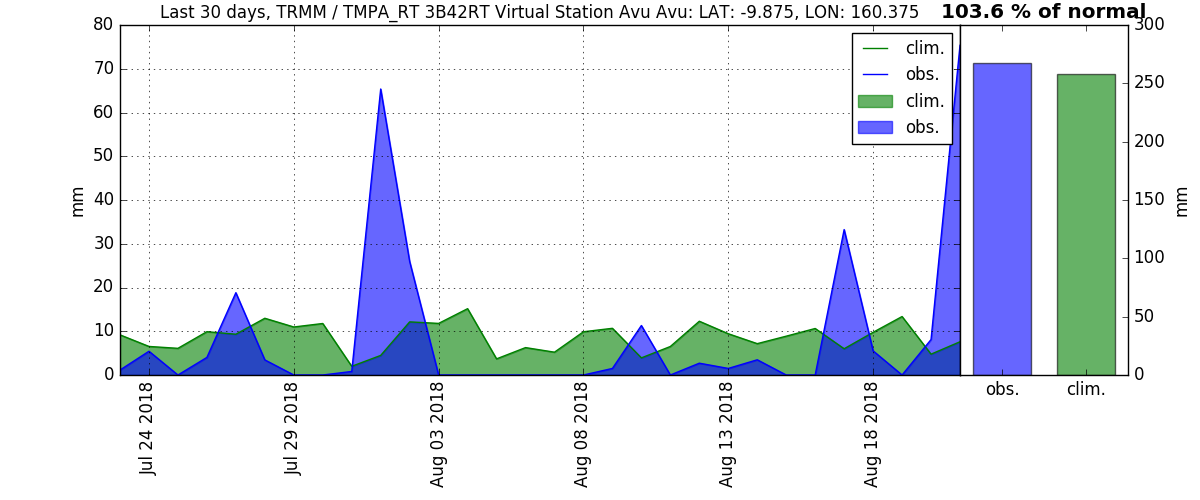 Last 30 days, TRMM / TMPA_RT 3B42RT Virtual Station Avu Avu: LAT: -9.875, LON: 160.375
103.6 % of normal
80
70
60
50
40
30
20
10
0
mm
clim.
obs.
clim.
obs.
300
250
200
150
100
50
0
mm
Jul 24 2018
Jul 29 2018
Aug 03 2018
Aug 08 2018
Aug 13 2018
Aug 18 2018
obs.
clim.